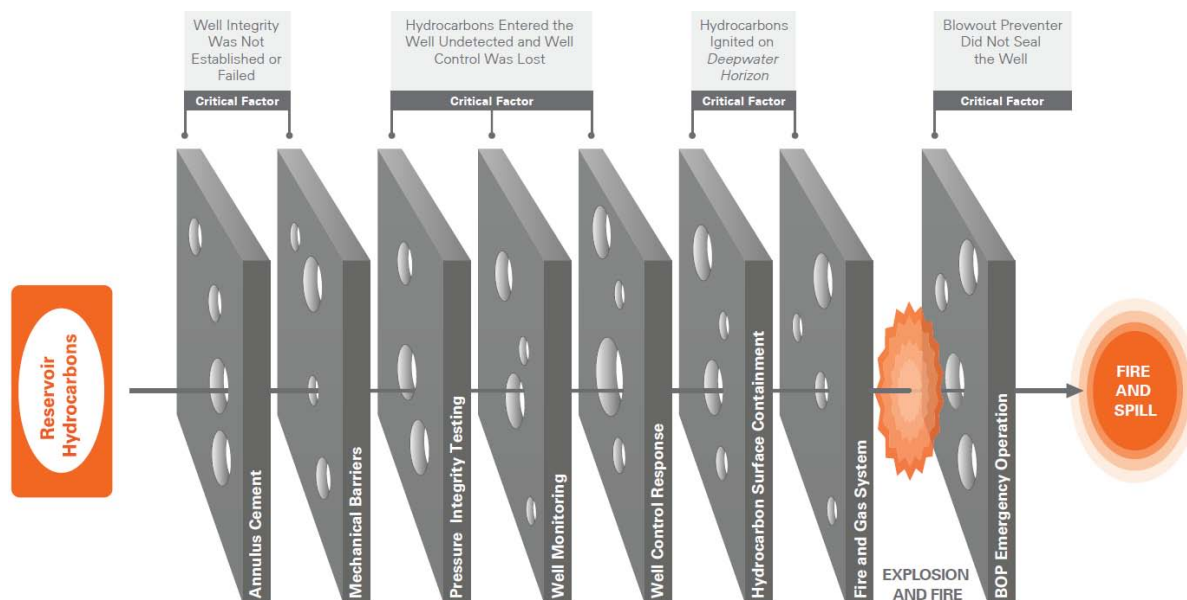 Well Integrity
Was Not
Established or
Failed
Critical Factor
Hydrocarbons Entered the
Well Undetected and Well
Control Was Lost
Critical Factor
Hydrocarbons
Ignited on
Deepwater
Horizon
Critical Factor
Blowout Preventer
Did Not Seal
the Well
Critical Factor
Reservoir
Hydrocarbons
Annulus Cement
Mechanical Barriers
Pressure Integrity Testing
Well Monitoring
Well Control Response
Hydrocarbon Surface Containment
Fire and Gas System
EXPLOSION
AND FIRE
BOP Emergency Operation
FIRE
AND
SPILL